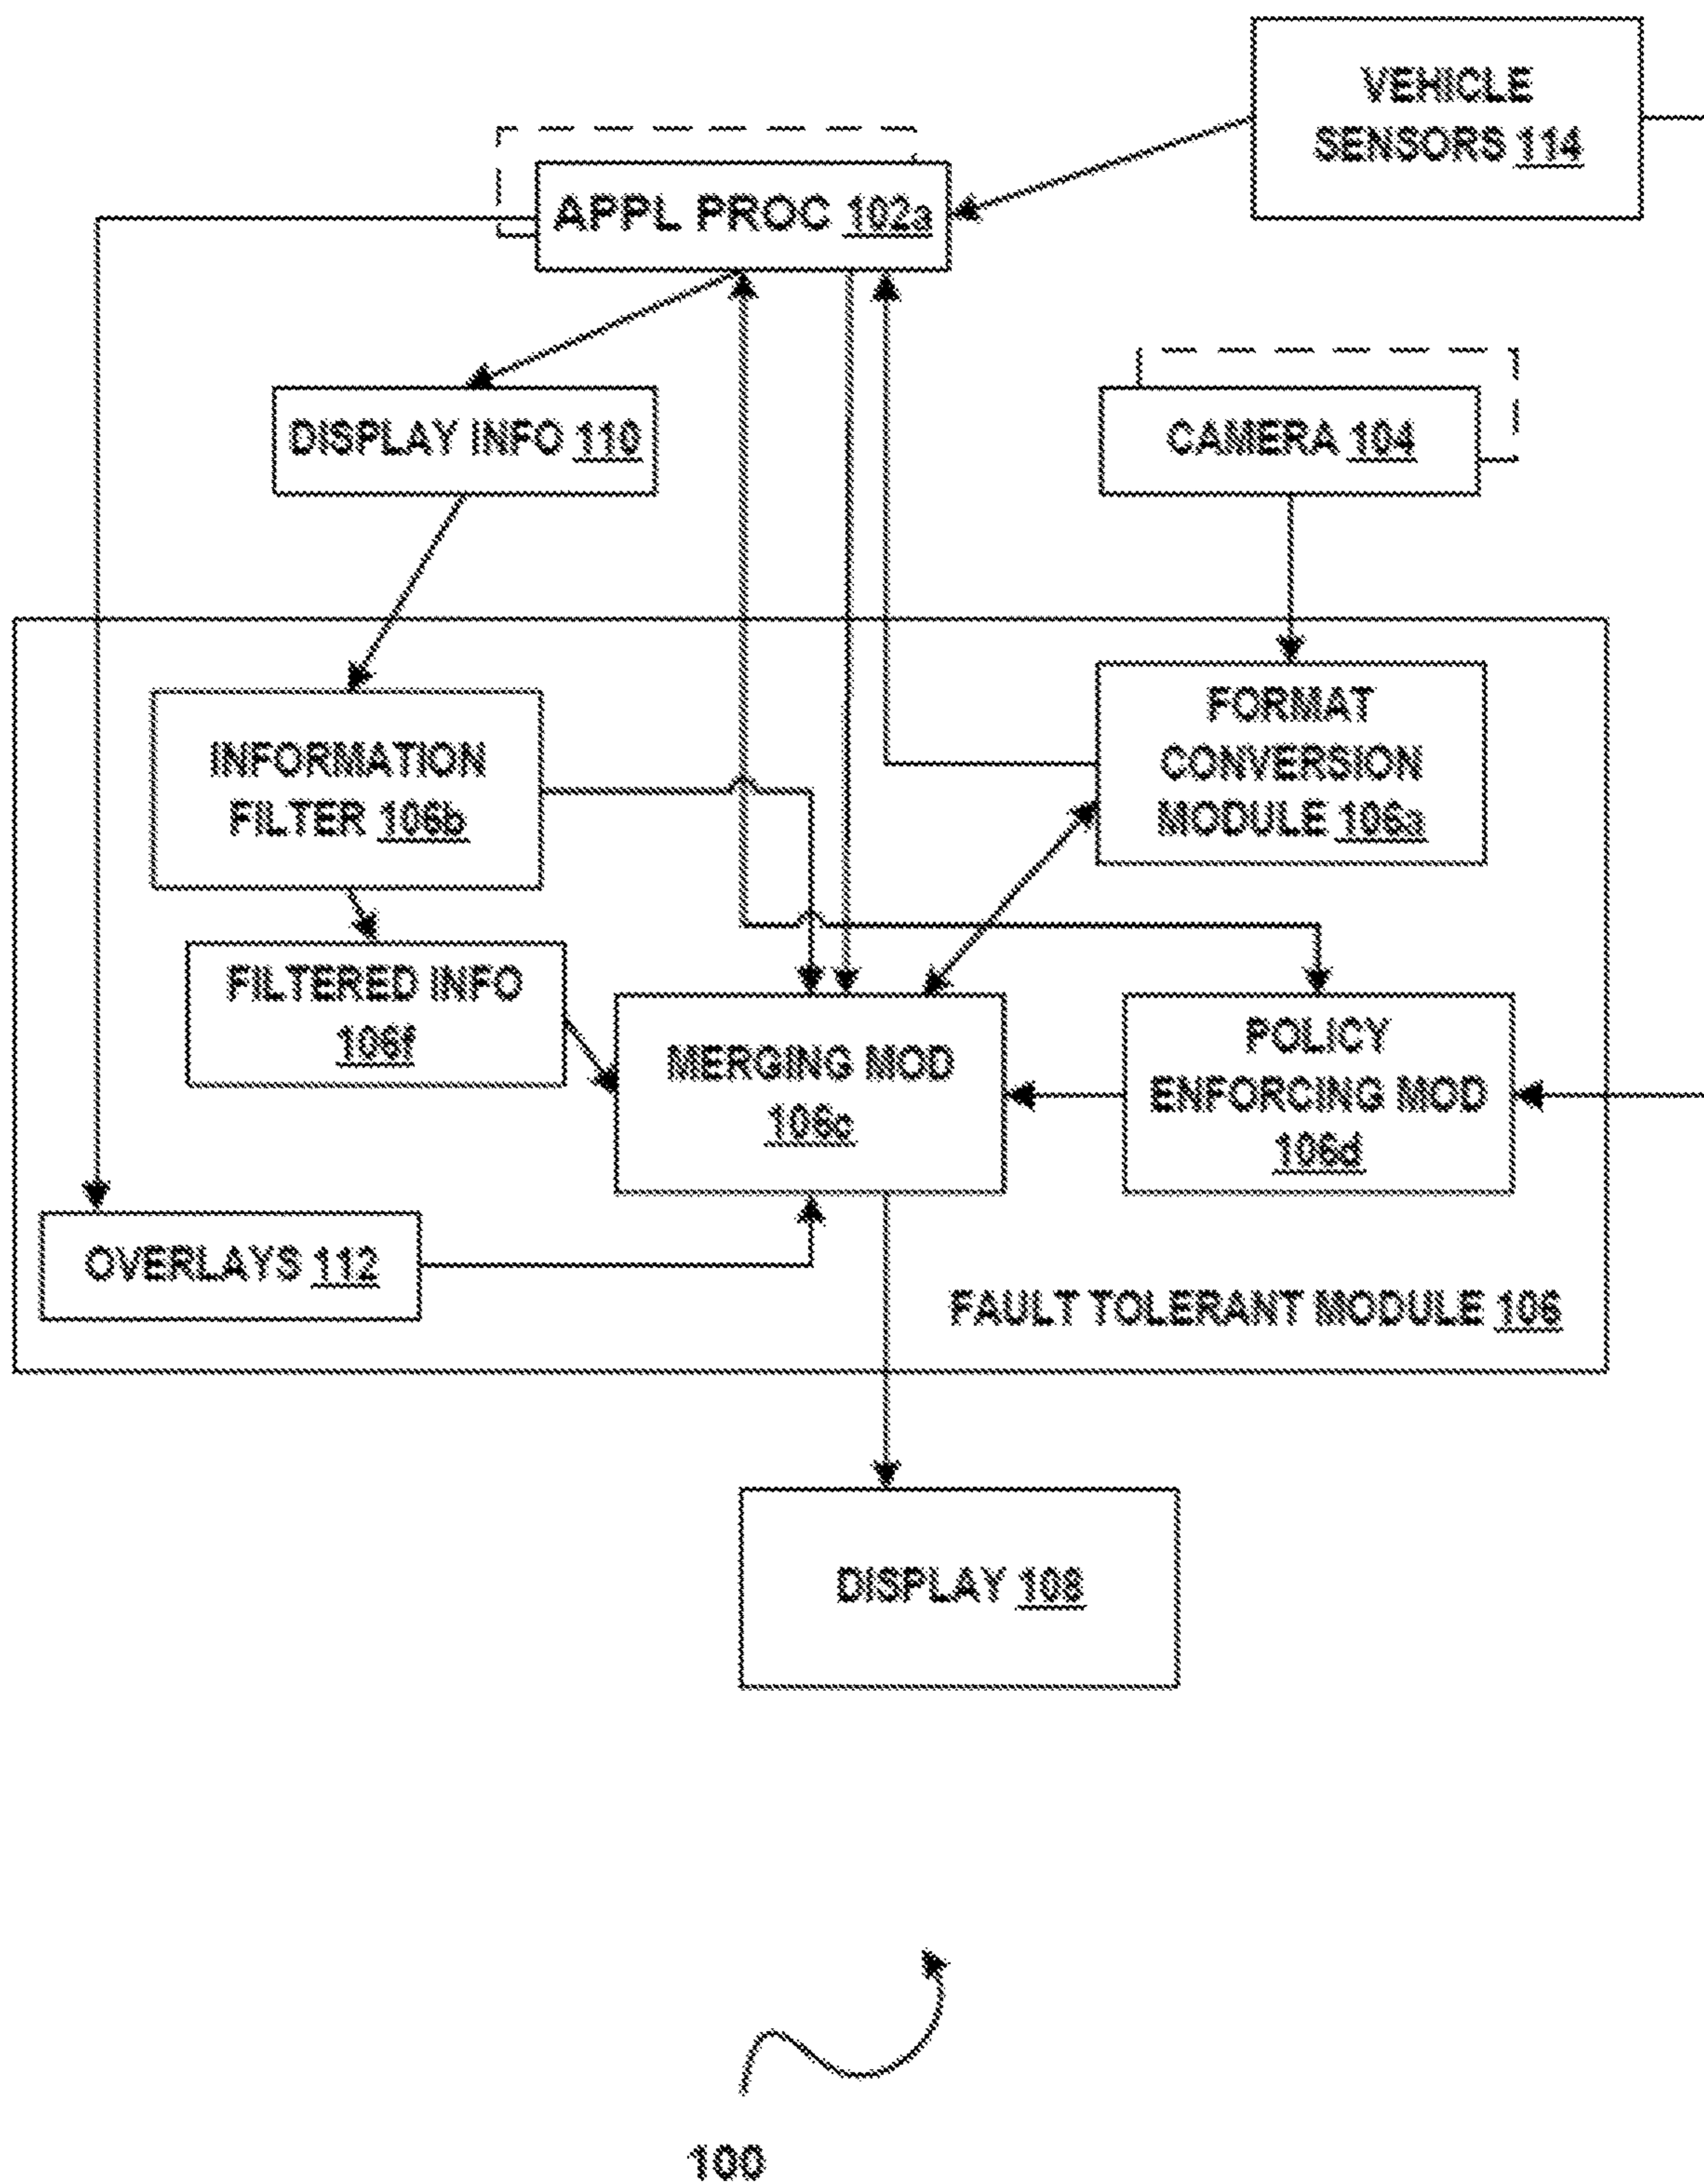 VEHICLE
SENSORS 114
APPL PROC 102a
DISPLAY INFO 110
CAMERA 104
FORMAT
CONVERSION
MODULE 106a
INFORMATION
FILTER 106b
FILTERED INFO
106f
MERGING MOD
106c
POLICY
ENFORCING MOD
106d
OVERLAYS 112
FAULT TOLERANT MODULE 106
DISPLAY 108
100